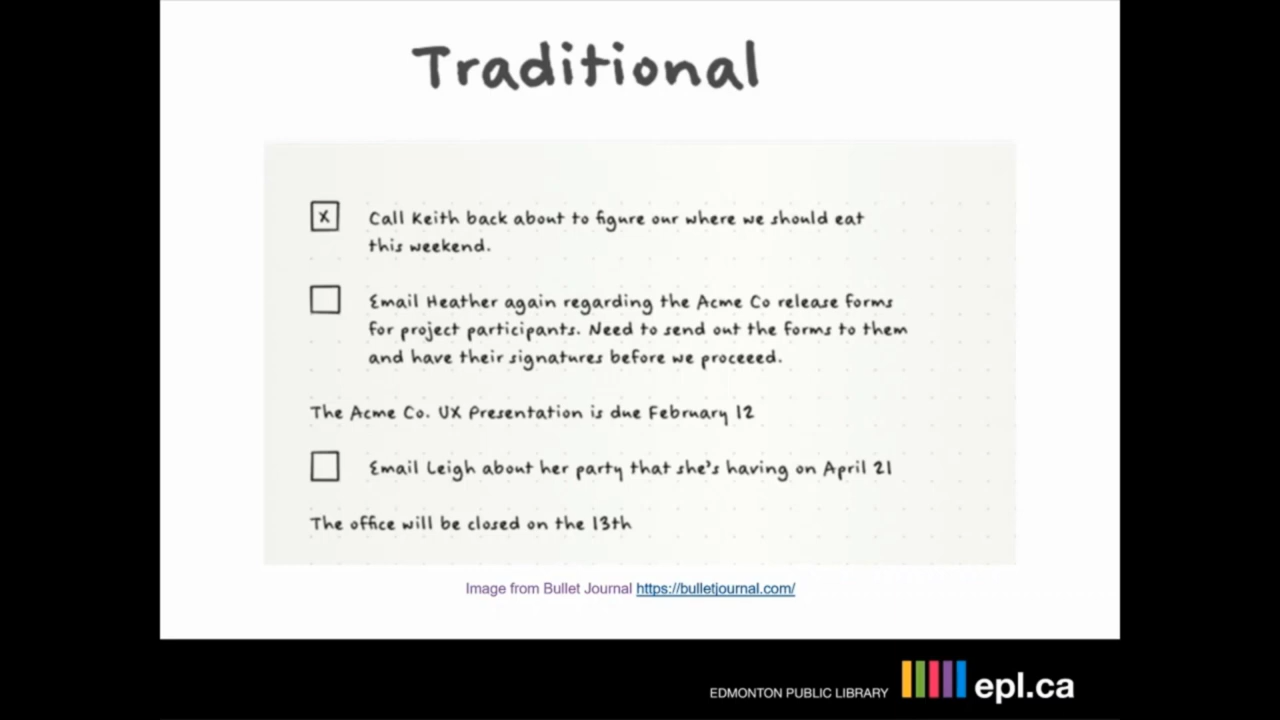 Traditional
x Call Keith back about to figure our where we should eat
this weekend.
Email Heather again regarding the Acme Co release forms
for project participants. Need to send out the forms to them
and have their signatures before we proceeed.
The Acme Co. UX Presentation is due February 12
Email Leigh about her party that she's having on April 21
The office will be closed on the 13th
Image from Bullet Journal https://bulletjournal.com/
EDMONTON PUBLIC LIBRARY epl.ca